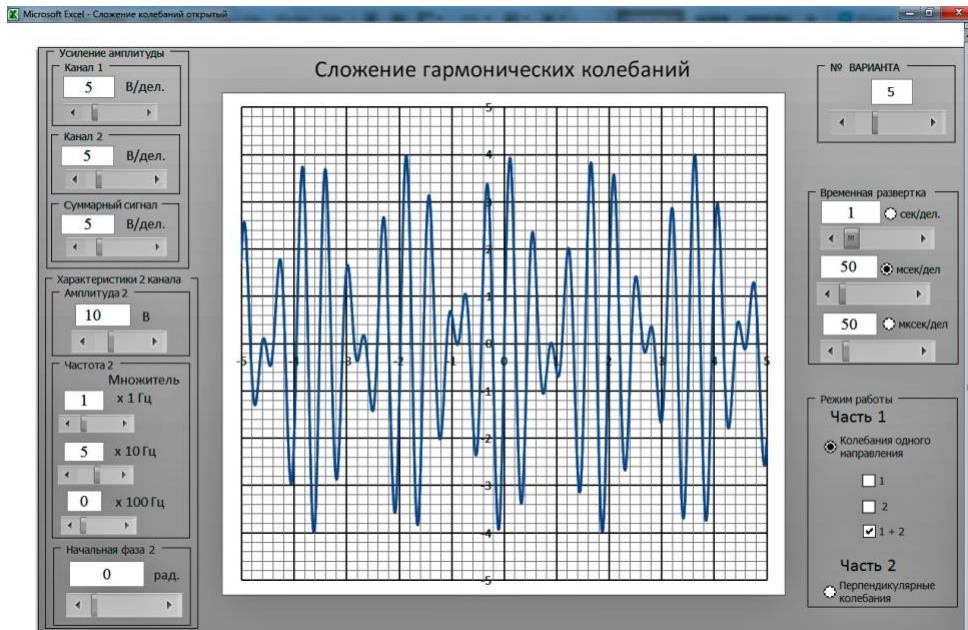 Microsoft Excel - Сложение колебаний открытый
Усиление амплитуды
Канал 1
5 В/дел.
Канал 2
5 В/дел.
Суммарный сигнал
5 В/дел.
Характеристики 2 канала
Амплитуда 2
10 В
Частота 2
Множитель
1 х 1 Гц
5 х 10 Гц
0 х 100 Гц
Начальная фаза 2
0 рад.
Сложение гармонических колебаний
5
4
3
2
1
-5 -3 -2 -1 0 1 2 3 4 5
-1
-2
-3
-4
-5
№ ВАРИАНТА
5
Временная развертка
1 сек/дел.
50 мсек/дел
50 мксек/дел
Режим работы
Часть 1
Колебания одного
направления
1
2
1 + 2
Часть 2
Перпендикулярные
колебания